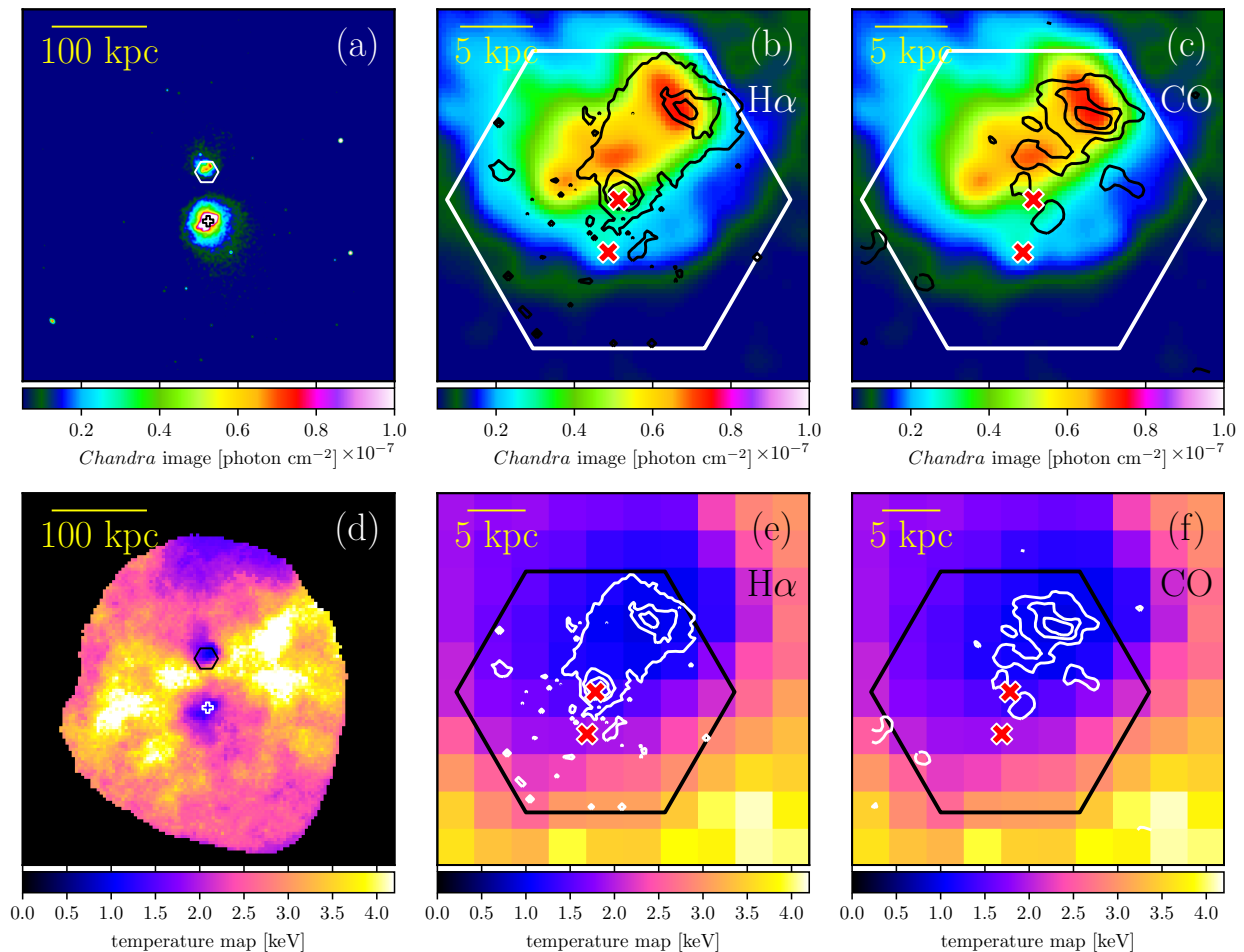 100 kpc (a)
5 kpc (b)
Hα
5 kpc (c)
CO
0.2 0.4 0.6 0.8 1.0
Chandra image [photon cm⁻²] ×10⁻⁷
0.2 0.4 0.6 0.8 1.0
Chandra image [photon cm⁻²] ×10⁻⁷
0.2 0.4 0.6 0.8 1.0
Chandra image [photon cm⁻²] ×10⁻⁷
100 kpc (d)
5 kpc (e)
Hα
5 kpc (f)
CO
0.0 0.5 1.0 1.5 2.0 2.5 3.0 3.5 4.0
temperature map [keV]
0.0 0.5 1.0 1.5 2.0 2.5 3.0 3.5 4.0
temperature map [keV]
0.0 0.5 1.0 1.5 2.0 2.5 3.0 3.5 4.0
temperature map [keV]